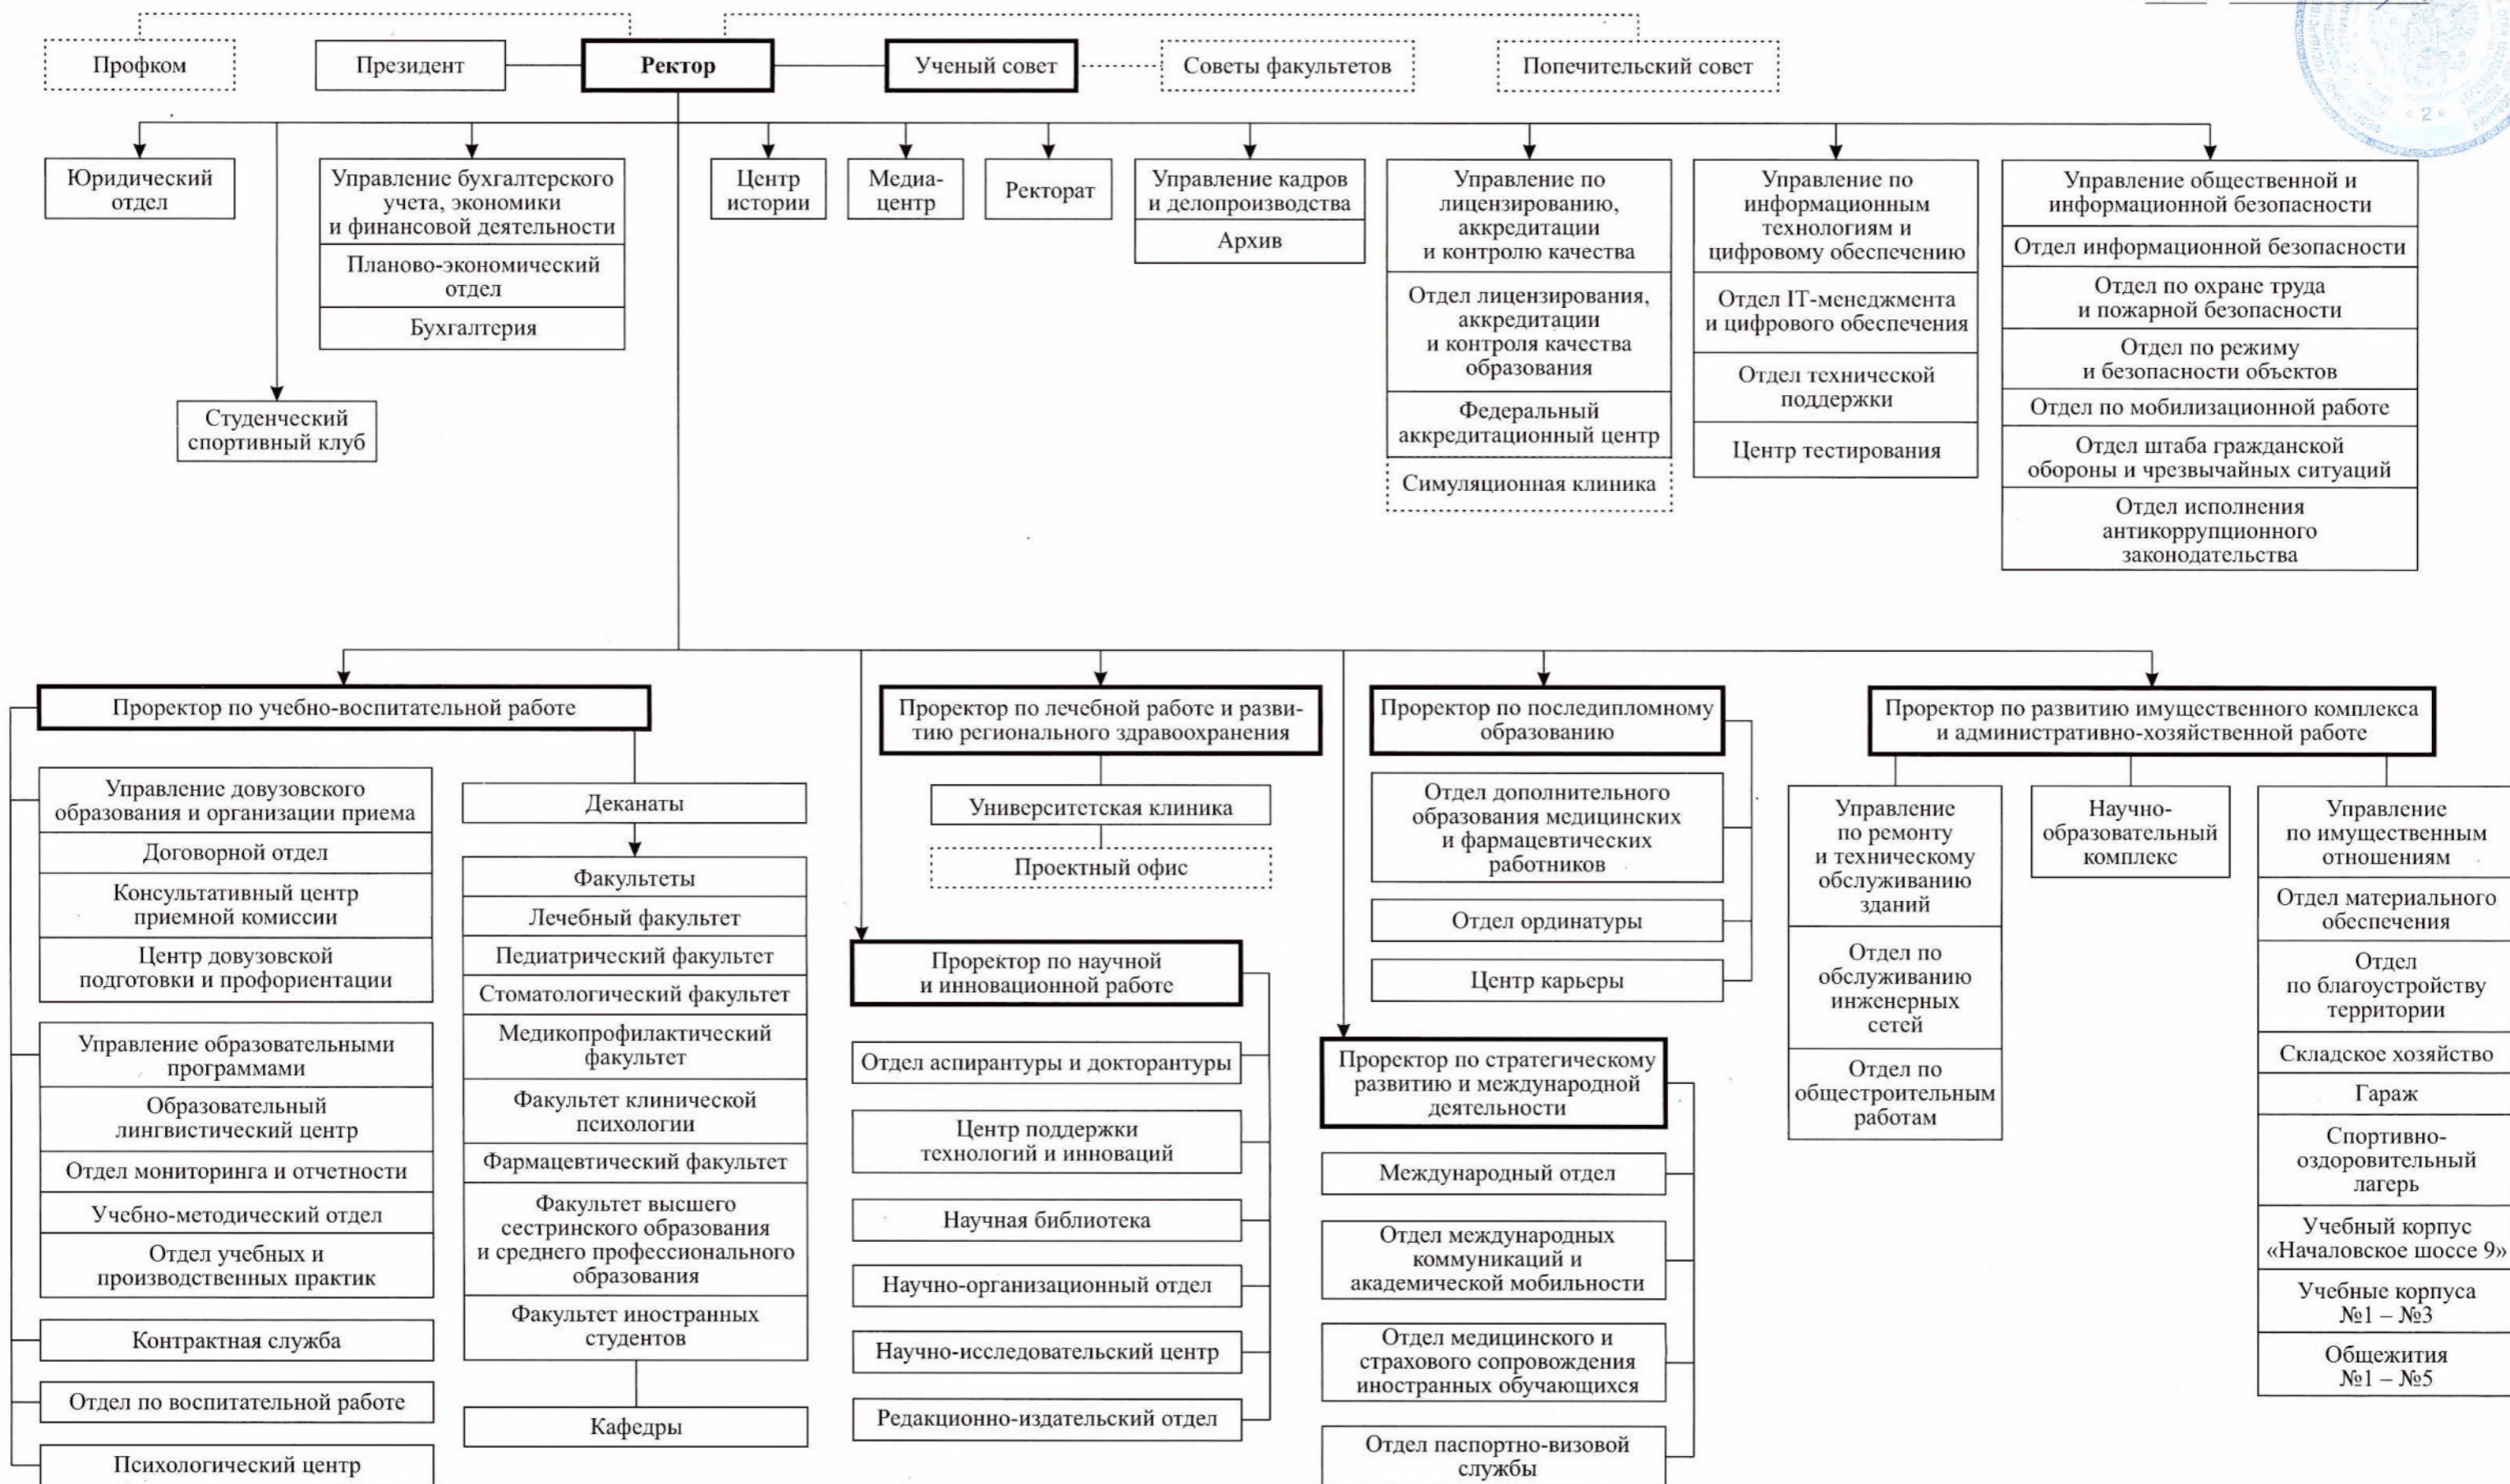 Профком
Президент
Ректор
Ученый совет
Советы факультетов
Попечительский совет
2
Юридический
отдел
Управление бухгалтерского
учета, экономики
и финансовой деятельности
Планово-экономический
отдел
Бухгалтерия
Студенческий
спортивный клуб
Центр
истории
Медиа-
центр
Ректорат
Управление кадров
и делопроизводства
Архив
Управление по
лицензированию,
аккредитации
и контролю качества
Отдел лицензирования,
аккредитации
и контроля качества
образования
Федеральный
аккредитационный центр
Симуляционная клиника
Управление по
информационным
технологиям и
цифровому обеспечению
Отдел IT-менеджмента
и цифрового обеспечения
Отдел технической
поддержки
Центр тестирования
Управление общественной и
информационной безопасности
Отдел информационной безопасности
Отдел по охране труда
и пожарной безопасности
Отдел по режиму
и безопасности объектов
Отдел по мобилизационной работе
Отдел штаба гражданской
обороны и чрезвычайных ситуаций
Отдел исполнения
антикоррупционного
законодательства
Проректор по учебно-воспитательной работе
Управление довузовского
образования и организации приема
Договорной отдел
Консультативный центр
приемной комиссии
Центр довузовской
подготовки и профориентации
Управление образовательными
программами
Образовательный
лингвистический центр
Отдел мониторинга и отчетности
Учебно-методический отдел
Отдел учебных и
производственных практик
Контрактная служба
Отдел по воспитательной работе
Психологический центр
Деканаты
Факультеты
Лечебный факультет
Педиатрический факультет
Стоматологический факультет
Медикопрофилактический
факультет
Факультет клинической
психологии
Фармацевтический факультет
Факультет высшего
сестринского образования
и среднего профессионального
образования
Факультет иностранных
студентов
Кафедры
Проректор по лечебной работе и разви-
тию регионального здравоохранения
Университетская клиника
Проектный офис
Проректор по научной
и инновационной работе
Отдел аспирантуры и докторантуры
Центр поддержки
технологий и инноваций
Научная библиотека
Научно-организационный отдел
Научно-исследовательский центр
Редакционно-издательский отдел
Проректор по последипломному
образованию
Отдел дополнительного
образования медицинских
и фармацевтических
работников
Отдел ординатуры
Центр карьеры
Проректор по стратегическому
развитию и международной
деятельности
Международный отдел
Отдел международных
коммуникаций и
академической мобильности
Отдел медицинского и
страхового сопровождения
иностранных обучающихся
Отдел паспортно-визовой
службы
Проректор по развитию имущественного комплекса
и административно-хозяйственной работе
Управление
по ремонту
и техническому
обслуживанию
зданий
Отдел по
обслуживанию
инженерных
сетей
Отдел по
общестроительным
работам
Научно-
образовательный
комплекс
Управление
по имущественным
отношениям
Отдел материального
обеспечения
Отдел
по благоустройству
территории
Складское хозяйство
Гараж
Спортивно-
оздоровительный
лагерь
Учебный корпус
«Началовское шоссе 9»
Учебные корпуса
№1 – №3
Общежития
№1 – №5